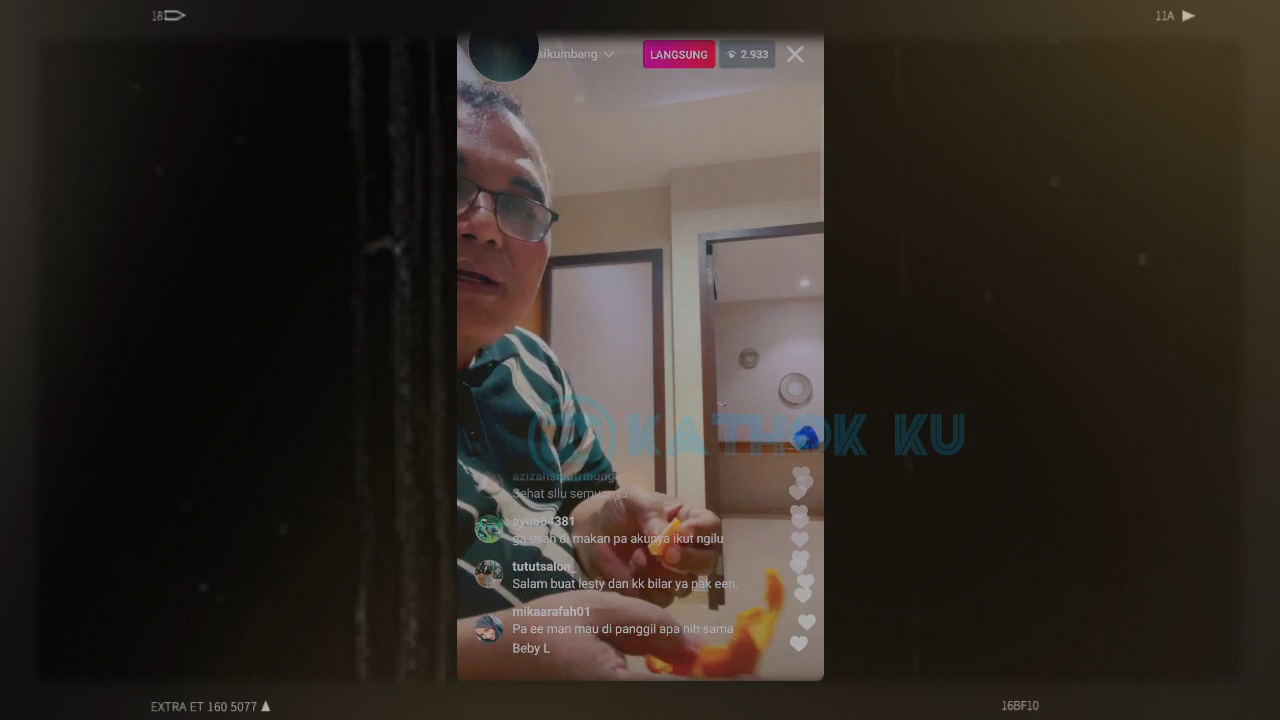 18
11A
sikumbang
LANGSUNG
2.933
KATHOK KU
Sehat sllu semuanya
ga usah di makan pa akunya ikut ngilu
tututsalon_
Salam buat lesty dan kk bilar ya pak een.
mikaarafah01
Pa ee man mau di panggil apa nih sama
Beby L
EXTRA ET 160 5077
16BF10